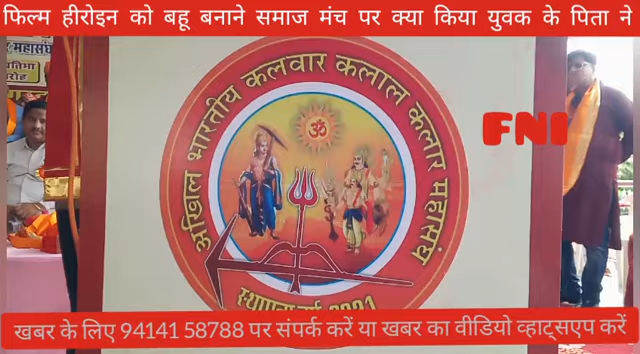 फिल्म हीरोइन को बहू बनाने समाज मंच पर क्या किया युवक के पिता ने
महासंघ
अखिल भारतीय कलवार कलाल कलार महासंघ
ॐ
FNI
खबर के लिए 94141 58788 पर संपर्क करें या खबर का वीडियो व्हाट्सएप करें